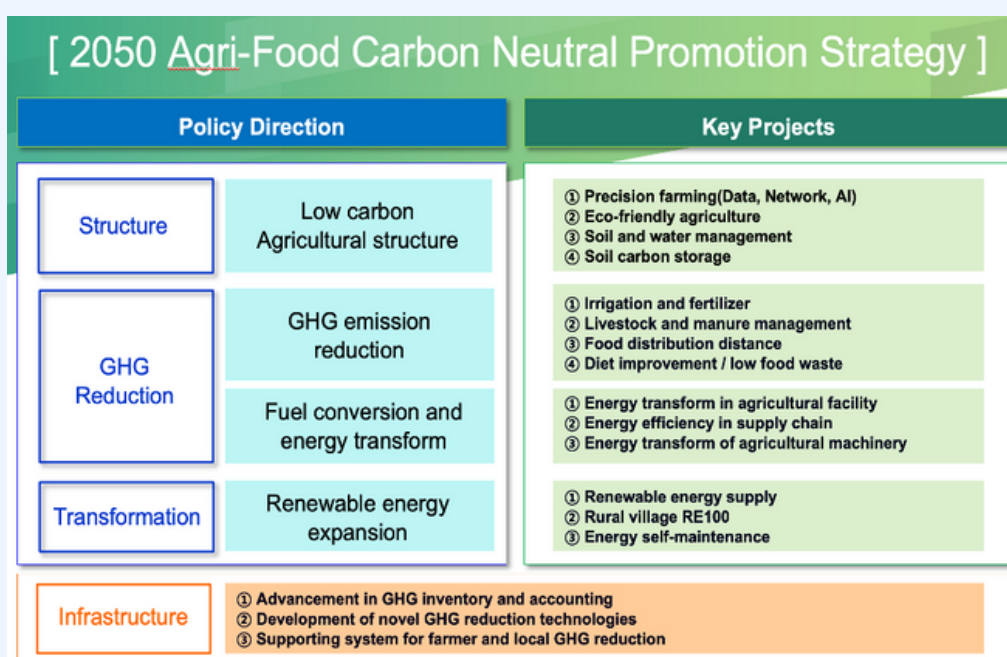 [ 2050 Agri-Food Carbon Neutral Promotion Strategy ]
Policy Direction
Key Projects
Structure
Low carbon
Agricultural structure
① Precision farming(Data, Network, AI)
② Eco-friendly agriculture
③ Soil and water management
④ Soil carbon storage
GHG
Reduction
GHG emission
reduction
① Irrigation and fertilizer
② Livestock and manure management
③ Food distribution distance
④ Diet improvement / low food waste
Fuel conversion and
energy transform
① Energy transform in agricultural facility
② Energy efficiency in supply chain
③ Energy transform of agricultural machinery
Transformation
Renewable energy
expansion
① Renewable energy supply
② Rural village RE100
③ Energy self-maintenance
Infrastructure
① Advancement in GHG inventory and accounting
② Development of novel GHG reduction technologies
③ Supporting system for farmer and local GHG reduction